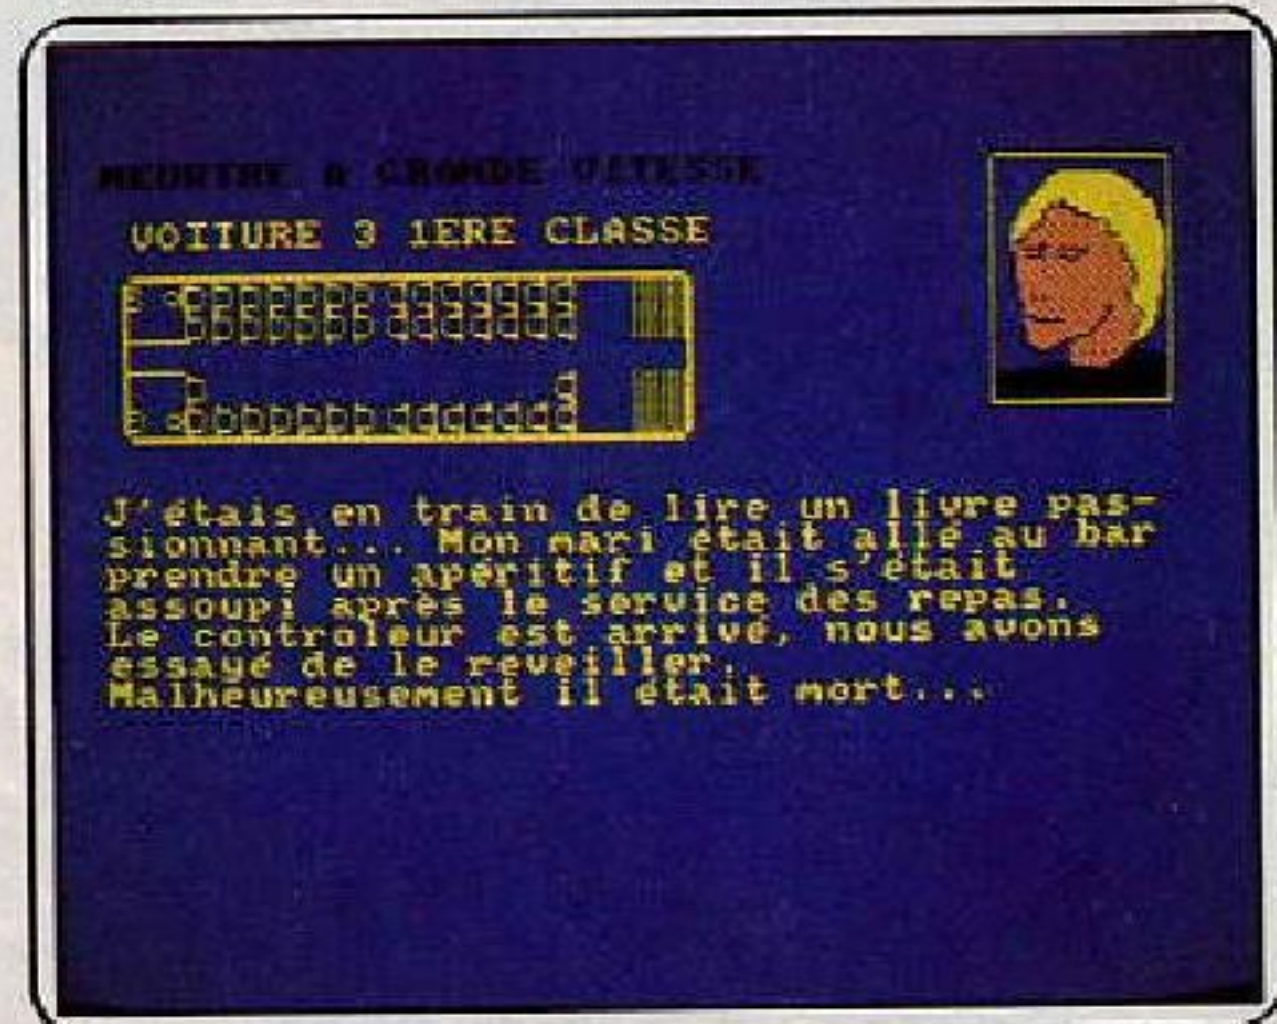 MEURTRE A GRANDE VITESSE
VOITURE 3 1ERE CLASSE
J'étais en train de lire un livre pas-
sionnant... Mon mari était allé au bar
prendre un apéritif et il s'était
assoupi après le service des repas.
Le controleur est arrivé, nous avons
essayé de le réveiller.
Malheureusement il était mort...